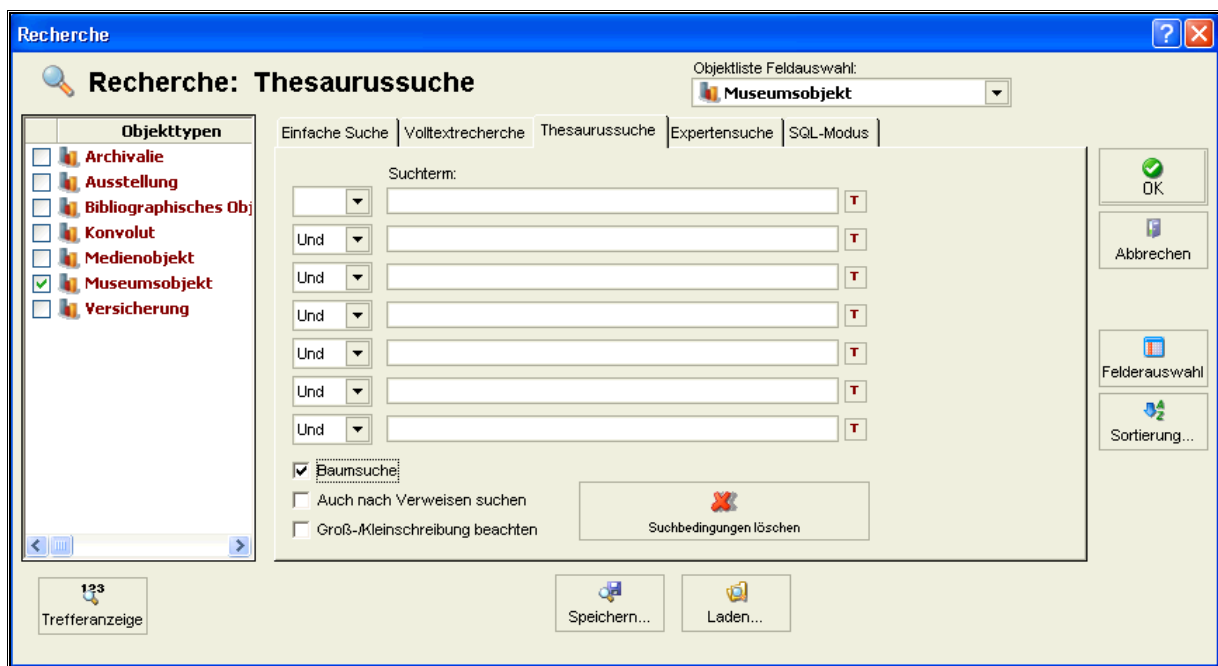 Recherche
Recherche: Thesaurussuche
Objektliste Feldauswahl:
Museumsobjekt
Objekttypen
Archivalie
Ausstellung
Bibliographisches Obj
Konvolut
Medienobjekt
Museumsobjekt
Versicherung
Einfache Suche
Volltextrecherche
Thesaurussuche
Expertensuche
SQL-Modus
Suchterm:
T
Und T
Und T
Und T
Und T
Und T
Und T
Baumsuche
Auch nach Verweisen suchen
Groß-/Kleinschreibung beachten
Suchbedingungen löschen
OK
Abbrechen
Felderauswahl
Sortierung...
123
Trefferanzeige
Speichern...
Laden...